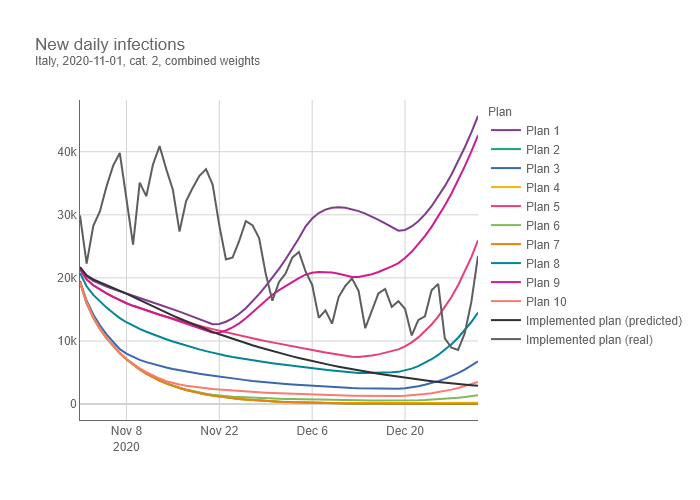 New daily infections
Italy, 2020-11-01, cat. 2, combined weights
Plan
Plan 1
Plan 2
Plan 3
Plan 4
Plan 5
Plan 6
Plan 7
Plan 8
Plan 9
Plan 10
Implemented plan (predicted)
Implemented plan (real)
40k
30k
20k
10k
0
Nov 8
2020
Nov 22
Dec 6
Dec 20